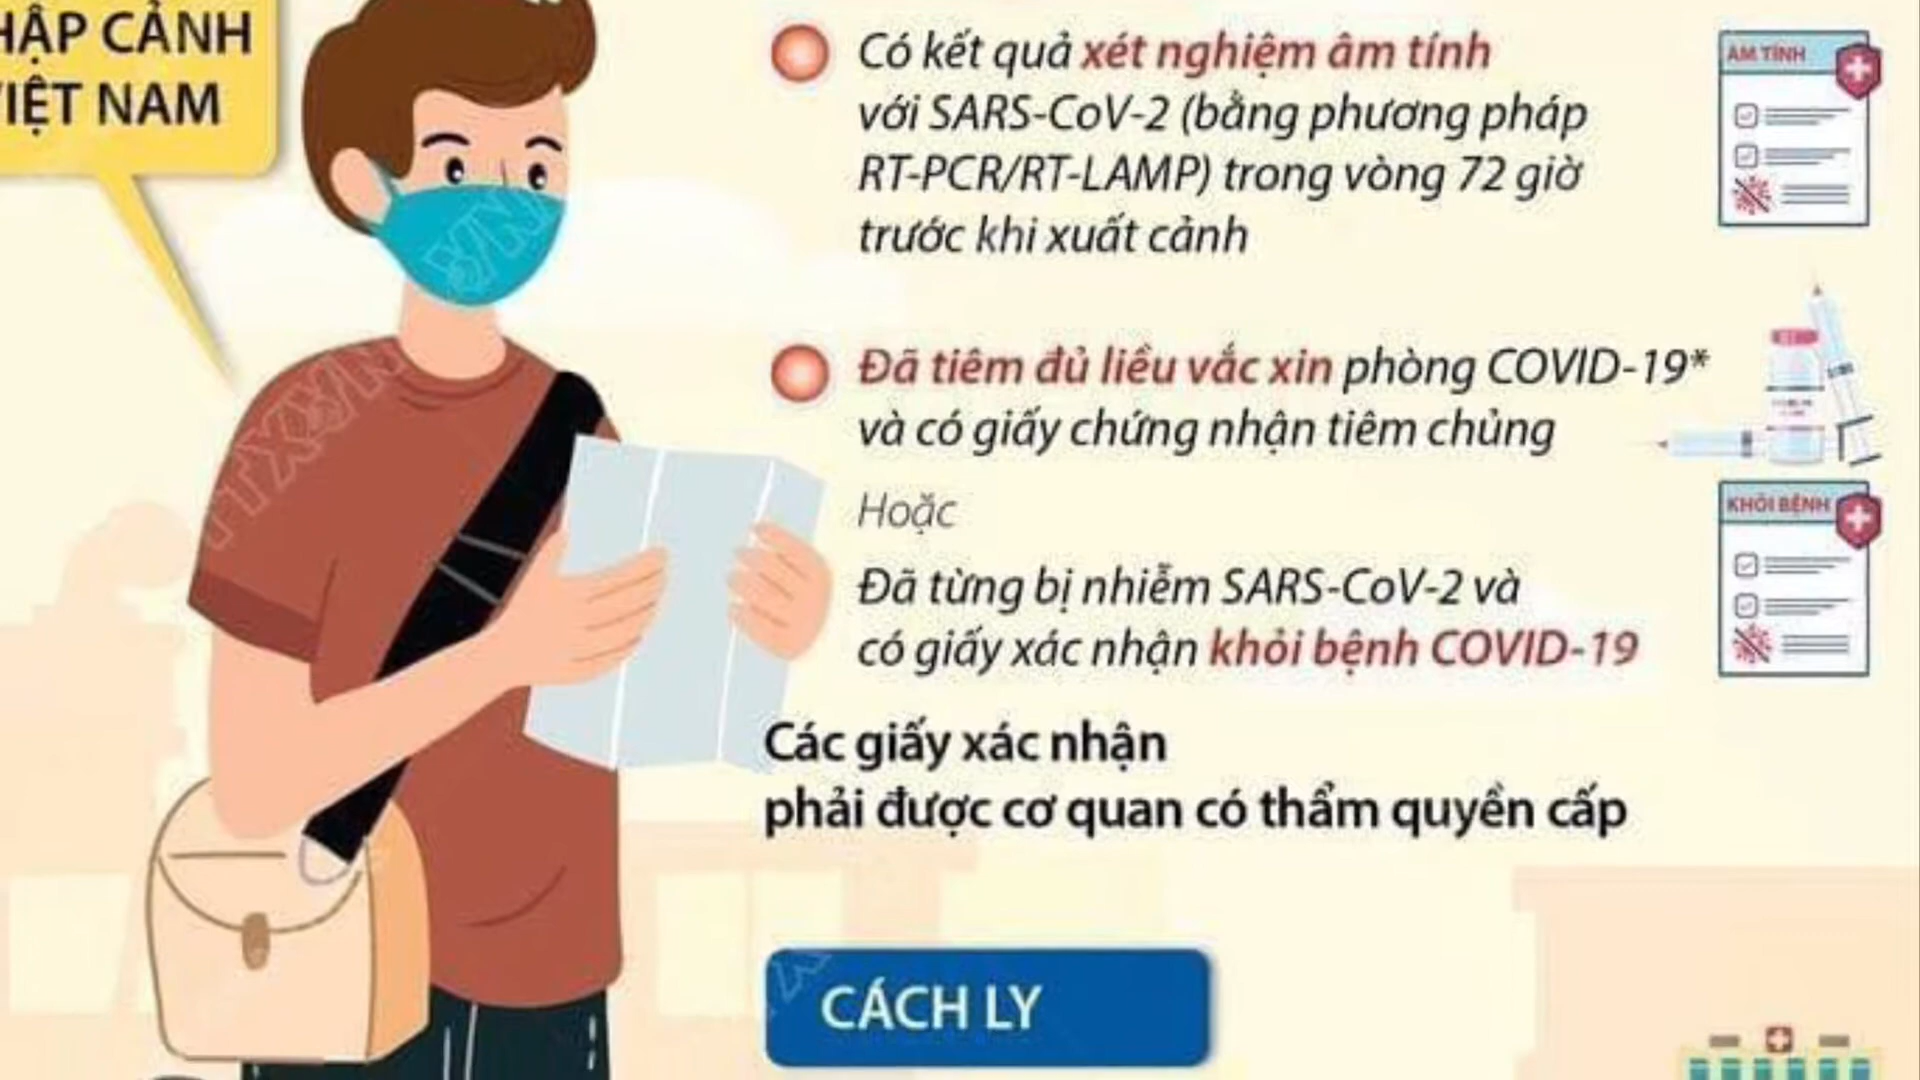 HẬP CẢNH
IỆT NAM
Có kết quả xét nghiệm âm tính
với SARS-CoV-2 (bằng phương pháp
RT-PCR/RT-LAMP) trong vòng 72 giờ
trước khi xuất cảnh
ÂM TÍNH
Đã tiêm đủ liều vắc xin phòng COVID-19*
và có giấy chứng nhận tiêm chủng
Hoặc
KHỎI BỆNH
Đã từng bị nhiễm SARS-CoV-2 và
có giấy xác nhận khỏi bệnh COVID-19
Các giấy xác nhận
phải được cơ quan có thẩm quyền cấp
CÁCH LY